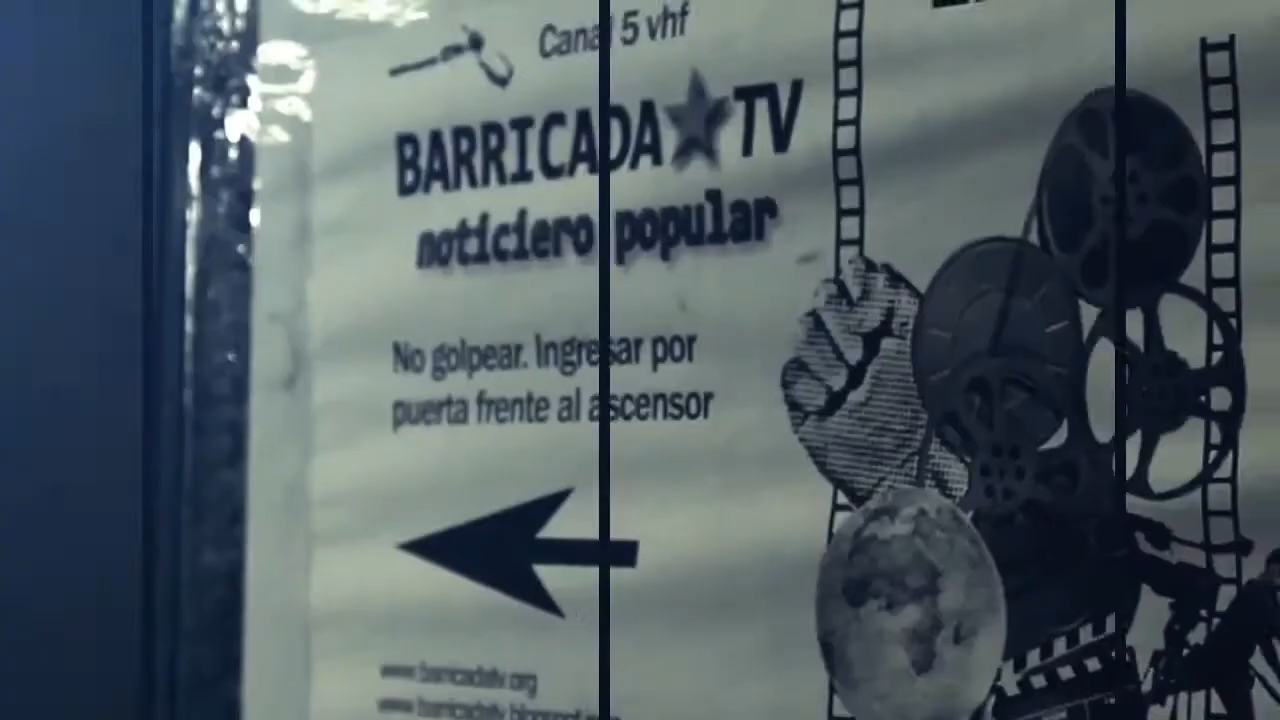 Canal 5 vhf
BARRICADA TV
noticiero popular
No golpear. Ingresar por
puerta frente al ascensor
www.barricadatv.org